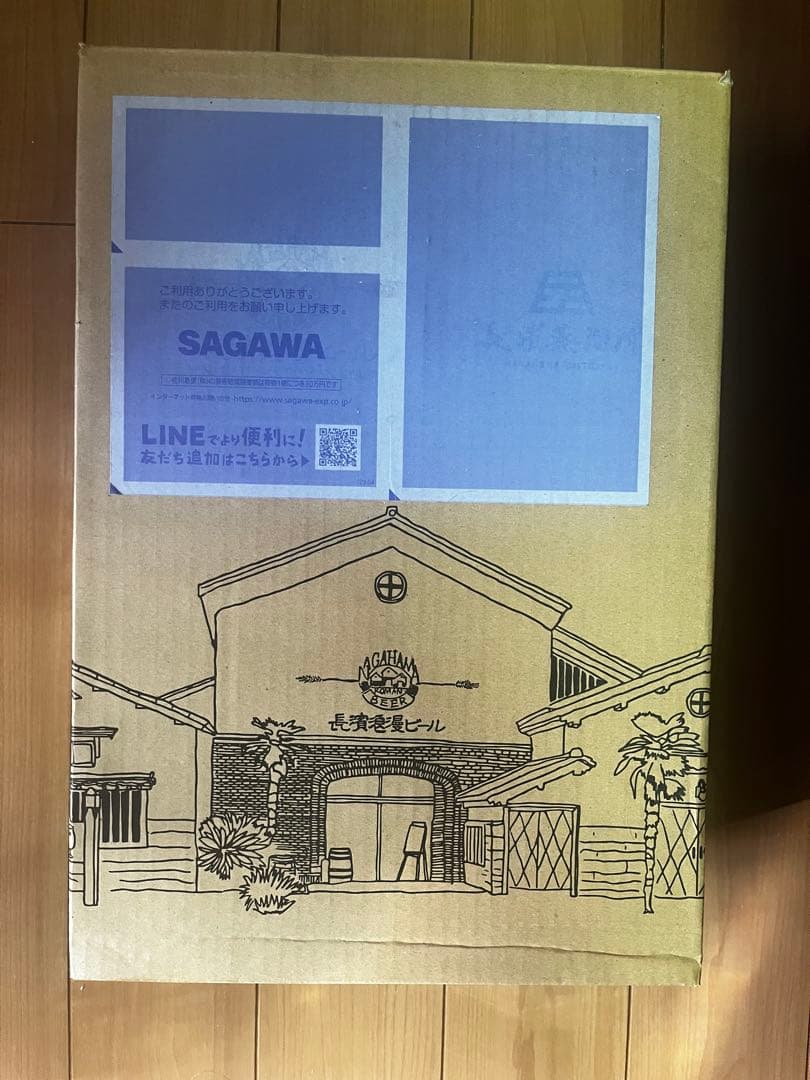 ご利用ありがとうございます。
またのご利用をお願い申し上げます。
SAGAWA
https://www.sagawa-exp.co.jp/
LINEでより便利に!
友だち追加はこちらから▶
NAGAHAMA
ROMAN
BEER
長濱浪漫ビール